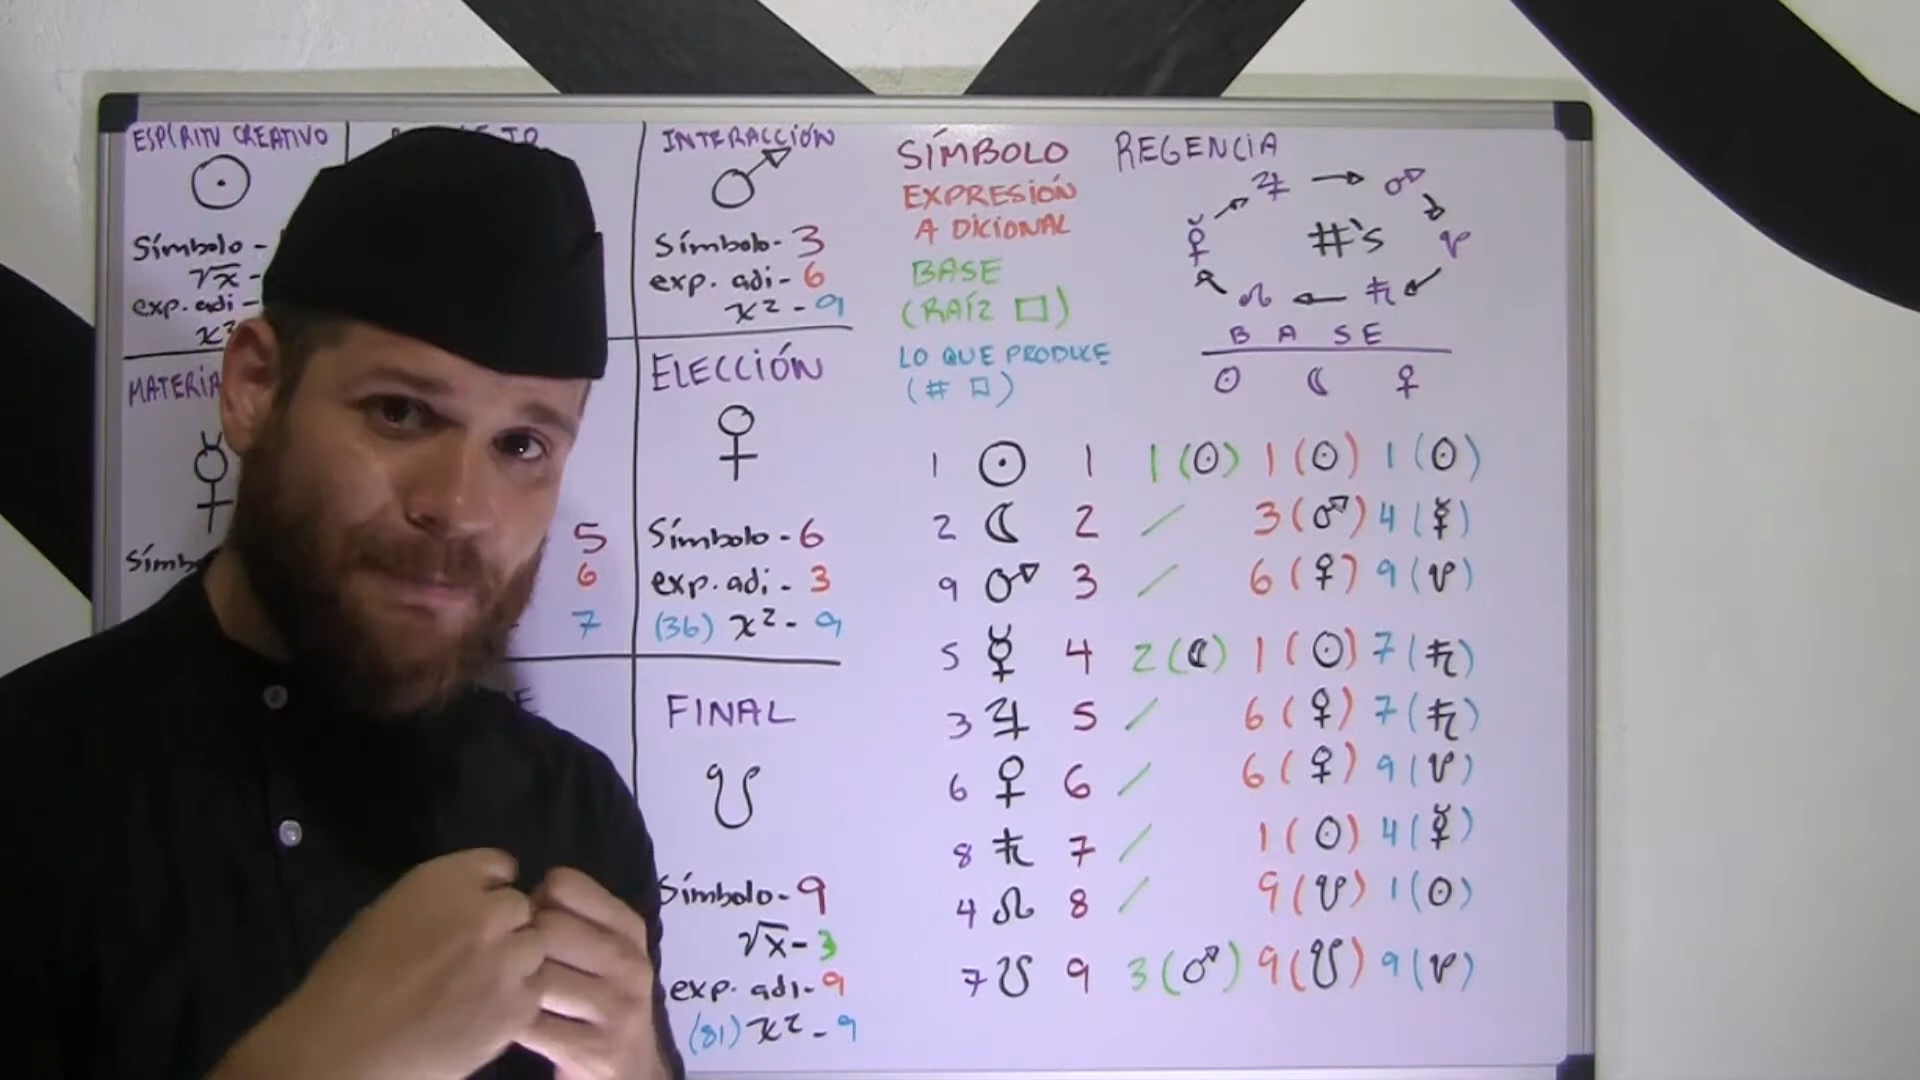 ESPÍRITU CREATIVO
Símbolo -
√x -
exp. adi -
x²
INTERACCIÓN
♂
Símbolo - 3
exp. adi - 6
x² - 9
MATERIA
☿
Símb
5
6
7
ELECCIÓN
♀
Símbolo - 6
exp. adi - 3
(36) x² - 9
FINAL
☋
Símbolo - 9
√x - 3
exp. adi - 9
(81) x² - 9
SÍMBOLO
EXPRESIÓN
ADICIONAL
BASE
(RAÍZ □)
LO QUE PRODUCE
(# □)
REGENCIA
#'s
BASE
☉ ☾ ♀
1 ☉ 1 1 (☉) 1 (☉) 1 (☉)
2 ☾ 2 / 3 (♂) 4 (☿)
9 ♂ 3 / 6 (♀) 9 (☋)
5 ☿ 4 2 (☾) 1 (☉) 7 (♄)
3 ♃ 5 / 6 (♀) 7 (♄)
6 ♀ 6 / 6 (♀) 9 (☋)
8 ♄ 7 / 1 (☉) 4 (☿)
4 ☊ 8 / 9 (☋) 1 (☉)
7 ☋ 9 3 (♂) 9 (☋) 9 (☋)